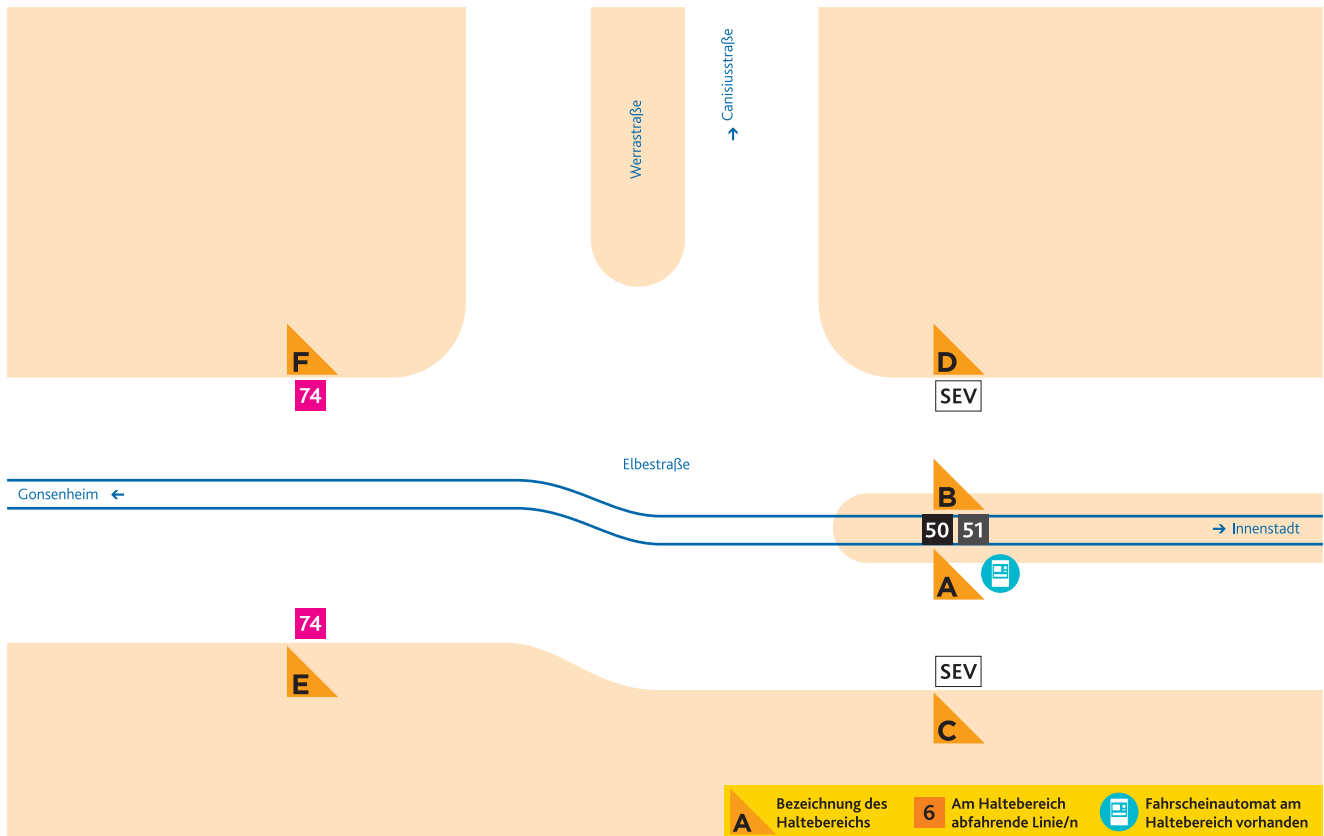 → Canisiusstraße
Werrastraße
F
74
D
SEV
Elbestraße
Gonsenheim ←
B
50 51
→ Innenstadt
A
74
E
SEV
C
A
Bezeichnung des
Haltebereichs
6
Am Haltebereich
abfahrende Linie/n
Fahrscheinautomat am
Haltebereich vorhanden